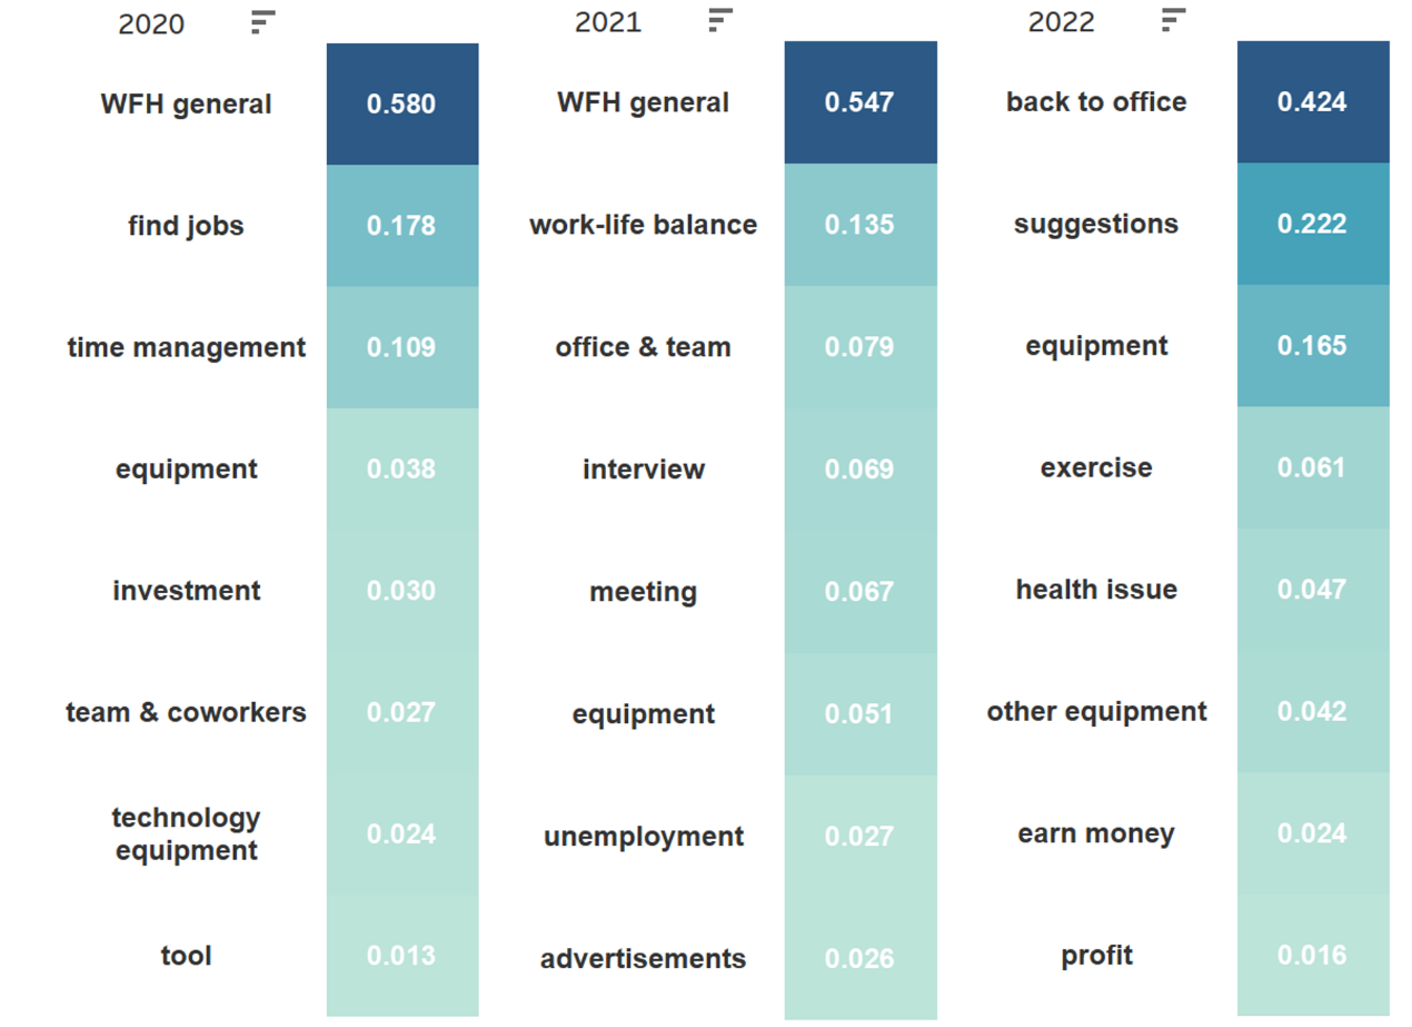 2020
WFH general 0.580
find jobs 0.178
time management 0.109
equipment 0.038
investment 0.030
team & coworkers 0.027
technology
equipment 0.024
tool 0.013
2021
WFH general 0.547
work-life balance 0.135
office & team 0.079
interview 0.069
meeting 0.067
equipment 0.051
unemployment 0.027
advertisements 0.026
2022
back to office 0.424
suggestions 0.222
equipment 0.165
exercise 0.061
health issue 0.047
other equipment 0.042
earn money 0.024
profit 0.016